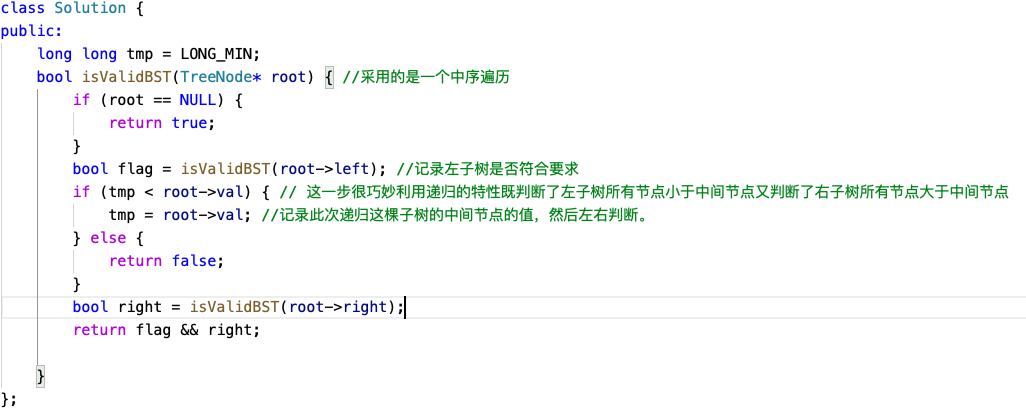 class Solution {
public:
    long long tmp = LONG_MIN;
    bool isValidBST(TreeNode* root) { //采用的是一个中序遍历
        if (root == NULL) {
            return true;
        }
        bool flag = isValidBST(root->left); //记录左子树是否符合要求
        if (tmp < root->val) { // 这一步很巧妙利用递归的特性既判断了左子树所有节点小于中间节点又判断了右子树所有节点大于中间节点
            tmp = root->val; //记录此次递归这棵子树的中间节点的值，然后左右判断。
        } else {
            return false;
        }
        bool right = isValidBST(root->right);
        return flag && right;
    }
};